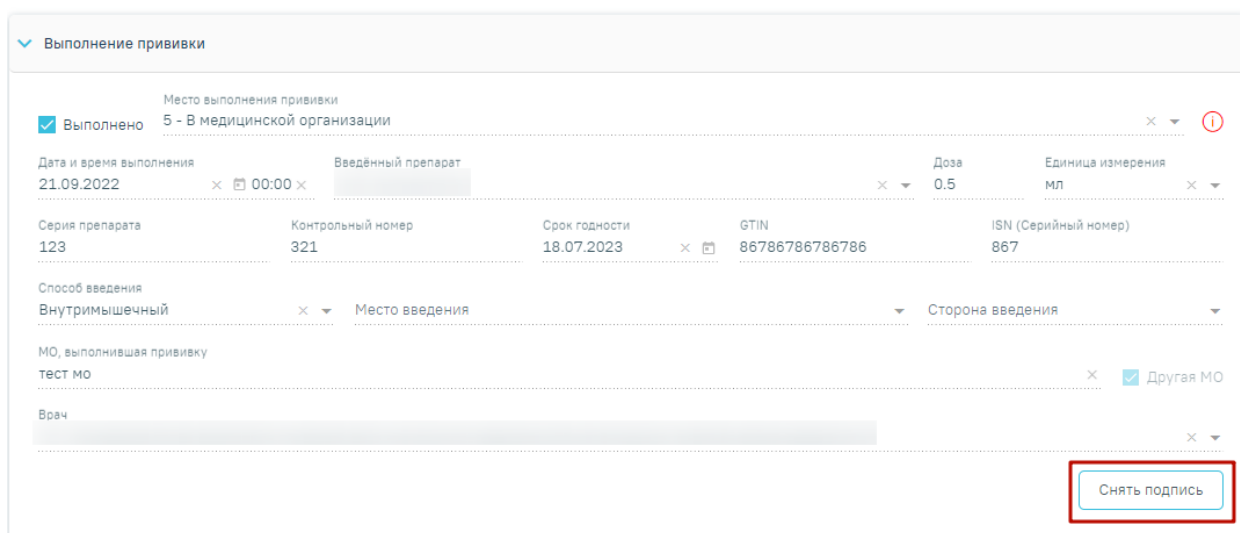 Выполнение прививки
Место выполнения прививки
Выполнено 5 - В медицинской организации
Дата и время выполнения Введённый препарат Доза Единица измерения
21.09.2022 00:00 0.5 мл
Серия препарата Контрольный номер Срок годности GTIN ISN (Серийный номер)
123 321 18.07.2023 86786786786786 867
Способ введения
Внутримышечный Место введения Сторона введения
МО, выполнившая прививку
тест мо Другая МО
Врач
Снять подпись